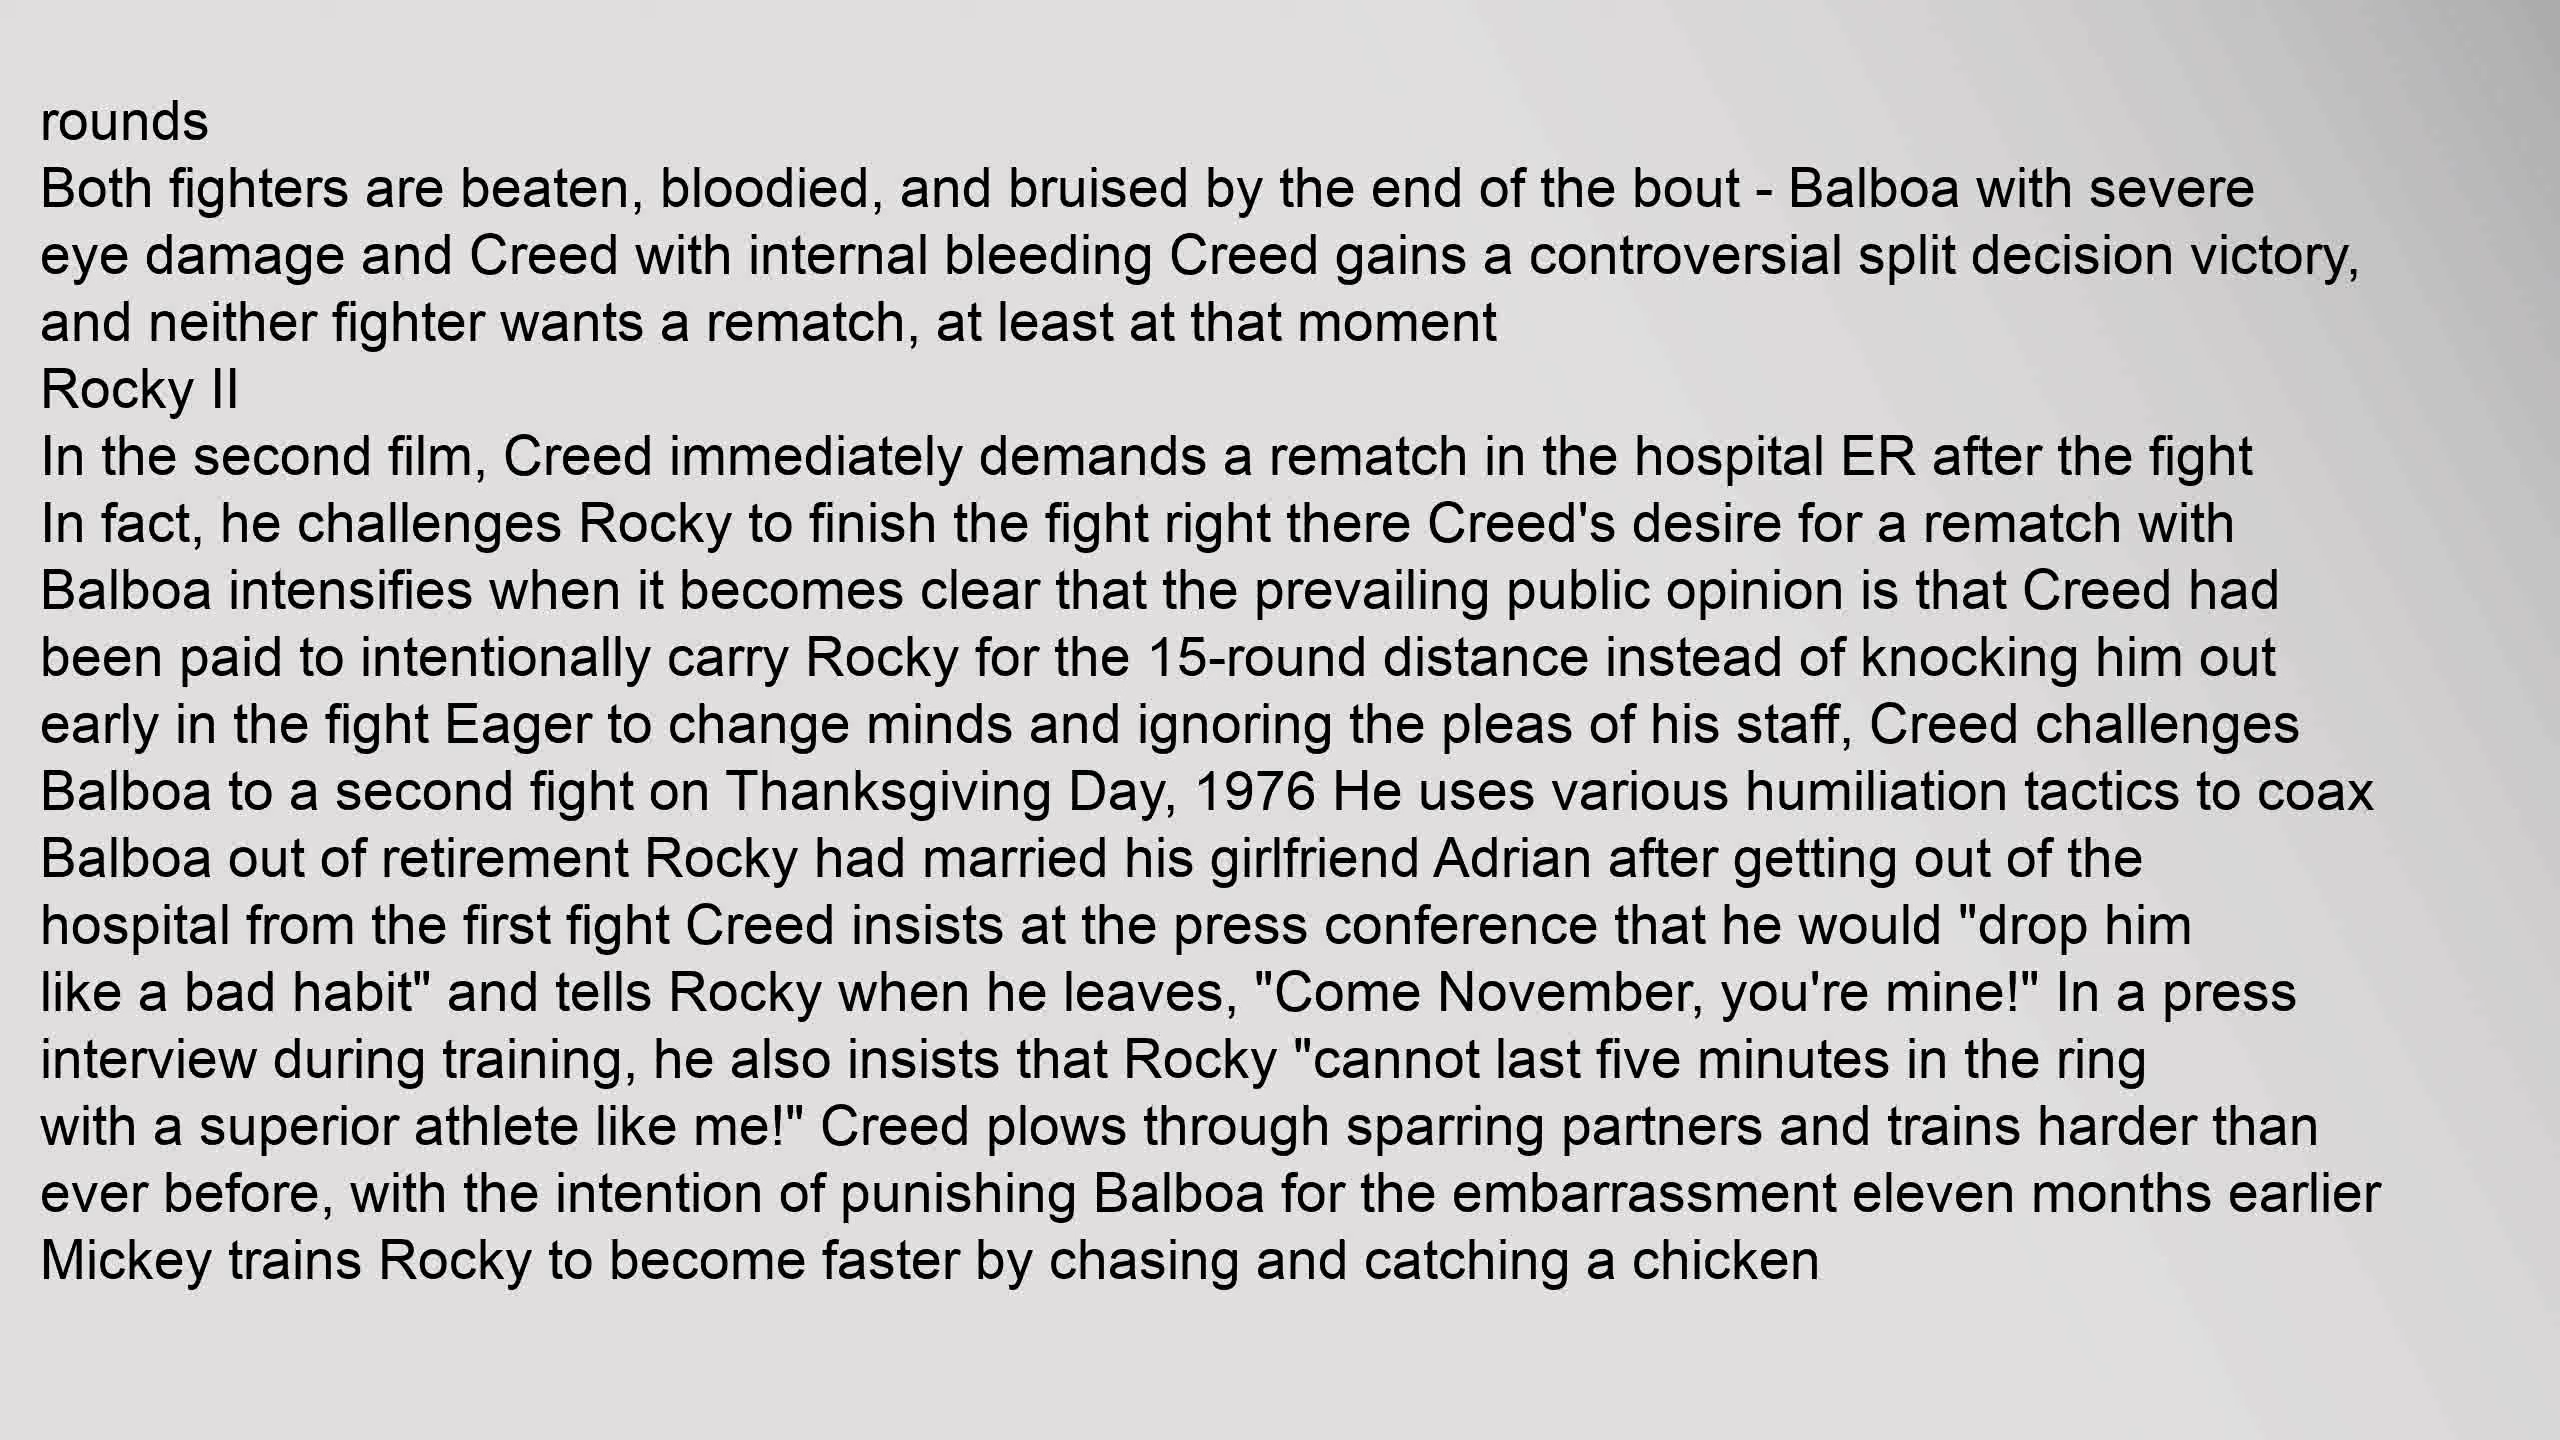 rounds
Both fighters are beaten, bloodied, and bruised by the end of the bout - Balboa with severe
eye damage and Creed with internal bleeding Creed gains a controversial split decision victory,
and neither fighter wants a rematch, at least at that moment
Rocky II
In the second film, Creed immediately demands a rematch in the hospital ER after the fight
In fact, he challenges Rocky to finish the fight right there Creed's desire for a rematch with
Balboa intensifies when it becomes clear that the prevailing public opinion is that Creed had
been paid to intentionally carry Rocky for the 15-round distance instead of knocking him out
early in the fight Eager to change minds and ignoring the pleas of his staff, Creed challenges
Balboa to a second fight on Thanksgiving Day, 1976 He uses various humiliation tactics to coax
Balboa out of retirement Rocky had married his girlfriend Adrian after getting out of the
hospital from the first fight Creed insists at the press conference that he would "drop him
like a bad habit" and tells Rocky when he leaves, "Come November, you're mine!" In a press
interview during training, he also insists that Rocky "cannot last five minutes in the ring
with a superior athlete like me!" Creed plows through sparring partners and trains harder than
ever before, with the intention of punishing Balboa for the embarrassment eleven months earlier
Mickey trains Rocky to become faster by chasing and catching a chicken